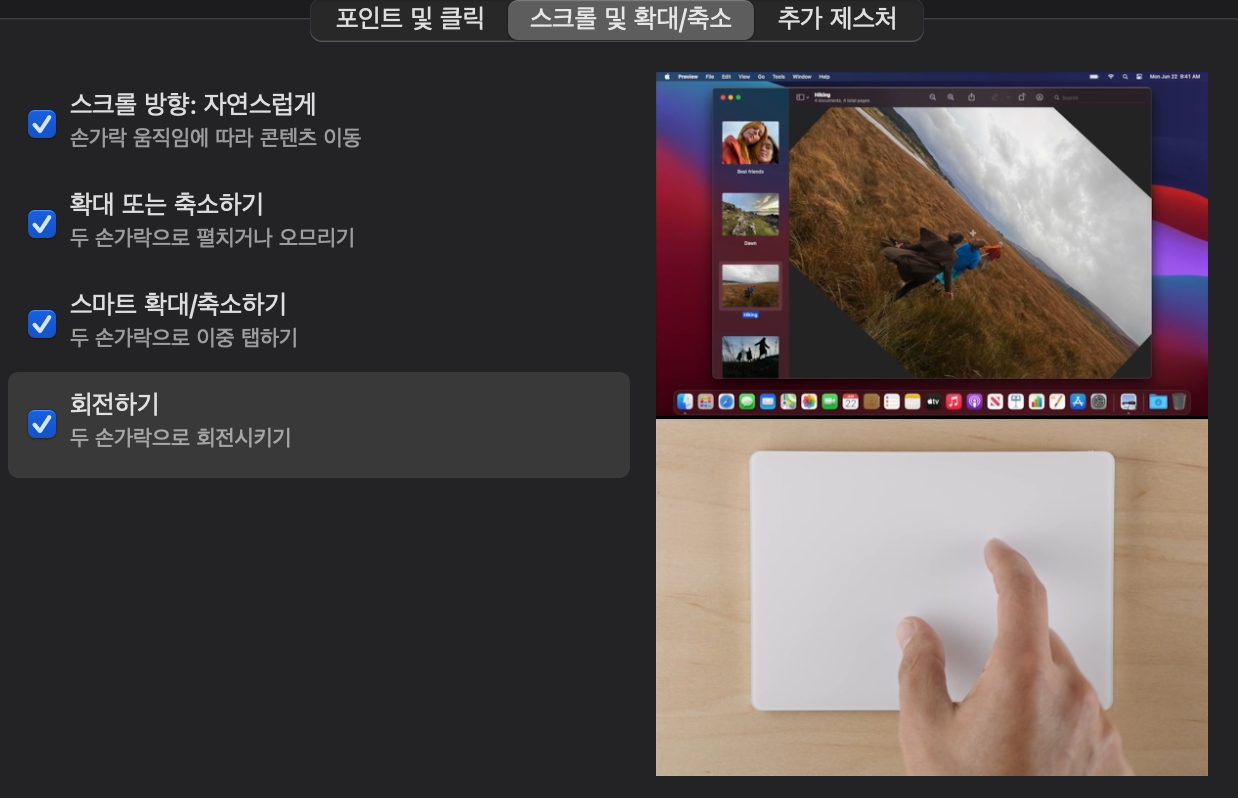 포인트 및 클릭
스크롤 및 확대/축소
추가 제스처
스크롤 방향: 자연스럽게
손가락 움직임에 따라 콘텐츠 이동
확대 또는 축소하기
두 손가락으로 펼치거나 오므리기
스마트 확대/축소하기
두 손가락으로 이중 탭하기
회전하기
두 손가락으로 회전시키기
Preview File Edit View Go Tools Window Help
Mon Jun 22 9:41 AM
Hiking
4 documents, 4 total pages
Search
Best friends
Dawn
Hiking
tv
22